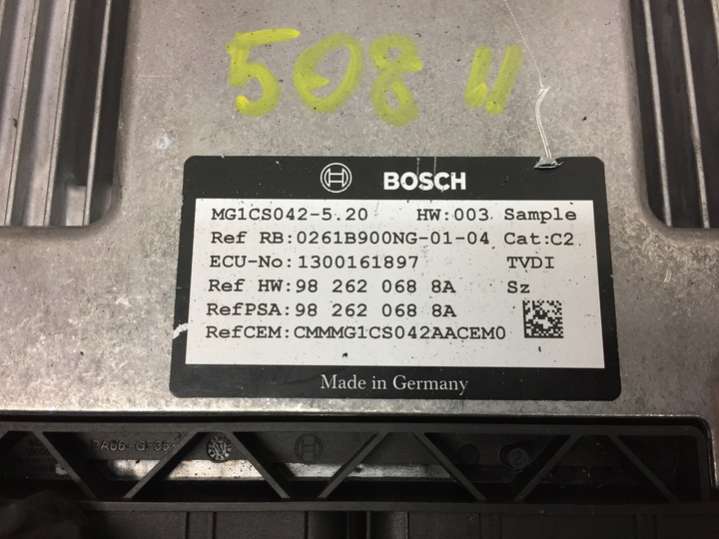 508 H
BOSCH
MG1CS042-5.20 HW:003 Sample
Ref RB:0261B900NG-01-04 Cat:C2
ECU-No:1300161897 TVDI
Ref HW:98 262 068 8A Sz
RefPSA:98 262 068 8A
RefCEM:CMMMG1CS042AACEM0
Made in Germany